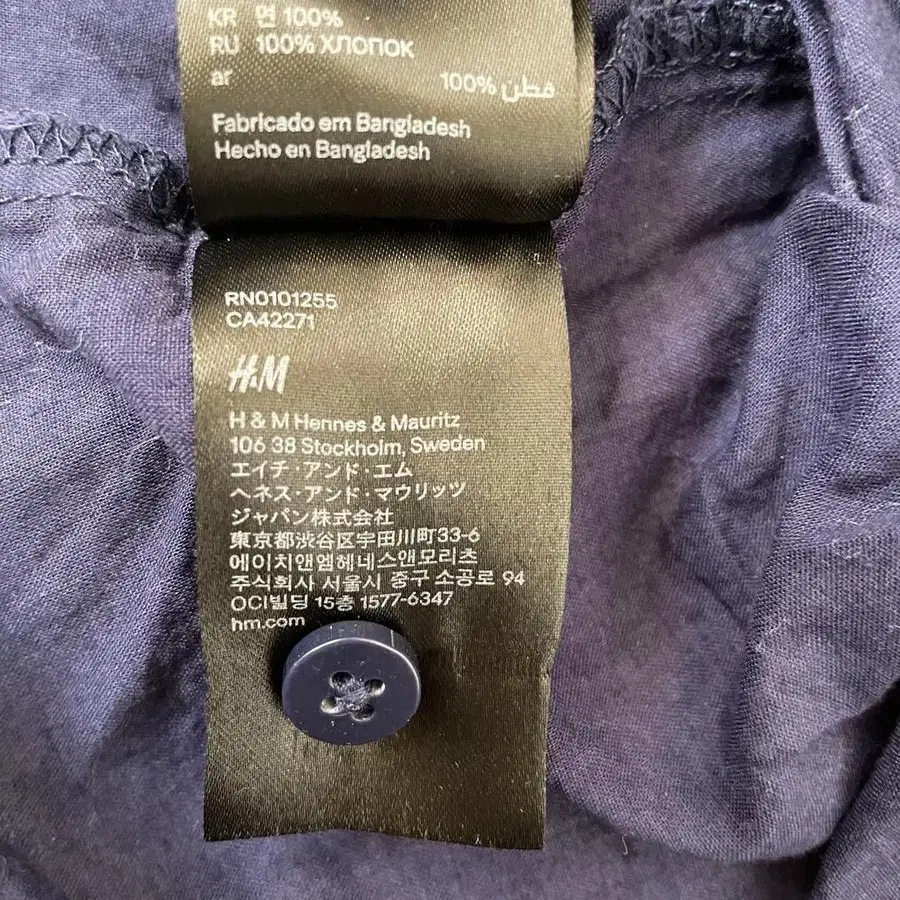 KR 면 100%
RU 100% ХЛОПОК
ar 100% قطن
Fabricado em Bangladesh
Hecho en Bangladesh
RN0101255
CA42271
H&M
H & M Hennes & Mauritz
106 38 Stockholm, Sweden
エイチ・アンド・エム
ヘネス・アンド・マウリッツ
ジャパン株式会社
東京都渋谷区宇田川町33-6
에이치앤엠헤네스앤모리츠
주식회사 서울시 중구 소공로 94
OCI빌딩 15층 1577-6347
hm.com